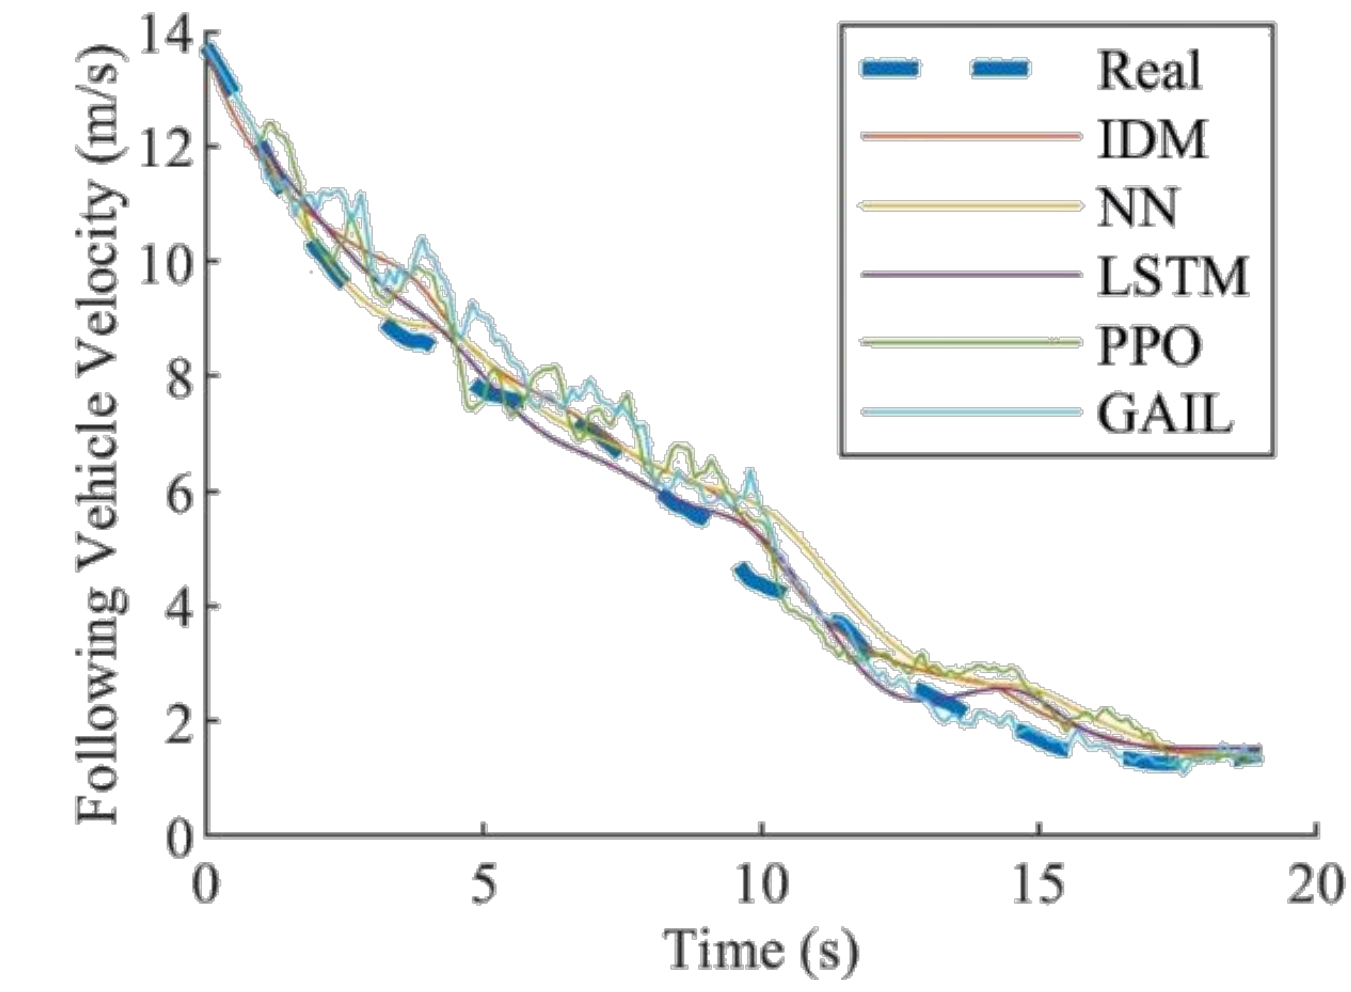 14
12
10
8
6
4
2
0
0 5 10 15 20
Following Vehicle Velocity (m/s)
Time (s)
Real
IDM
NN
LSTM
PPO
GAIL